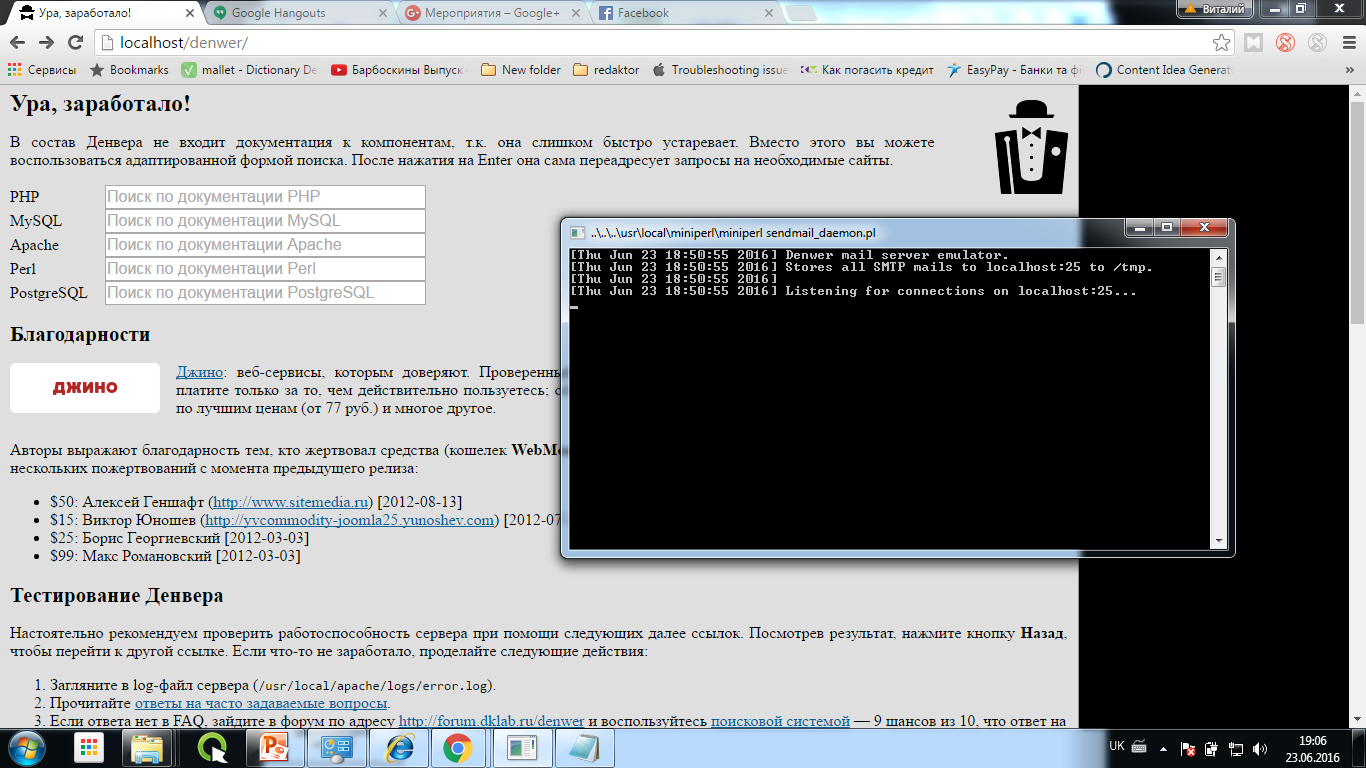 Ура, заработало!
Google Hangouts
Мероприятия – Google+
Facebook
Виталий
localhost/denwer/
Сервисы
Bookmarks
mallet - Dictionary De
Барбоскины Выпуск
New folder
redaktor
Troubleshooting issue
Как погасить кредит
EasyPay - Банки та фі
Content Idea Generat
»
Ура, заработало!
В состав Денвера не входит документация к компонентам, т.к. она слишком быстро устаревает. Вместо этого вы можете
воспользоваться адаптированной формой поиска. После нажатия на Enter она сама переадресует запросы на необходимые сайты.
PHP Поиск по документации PHP
MySQL Поиск по документации MySQL
Apache Поиск по документации Apache
Perl Поиск по документации Perl
PostgreSQL Поиск по документации PostgreSQL
Благодарности
джино
Джино: веб-сервисы, которым доверяют. Проверенны
платите только за то, чем действительно пользуетесь;
по лучшим ценам (от 77 руб.) и многое другое.
Авторы выражают благодарность тем, кто жертвовал средства (кошелек WebMo
нескольких пожертвований с момента предыдущего релиза:
• $50: Алексей Геншафт (http://www.sitemedia.ru) [2012-08-13]
• $15: Виктор Юношев (http://yvcommodity-joomla25.yunoshev.com) [2012-07
• $25: Борис Георгиевский [2012-03-03]
• $99: Макс Романовский [2012-03-03]
Тестирование Денвера
Настоятельно рекомендуем проверить работоспособность сервера при помощи следующих далее ссылок. Посмотрев результат, нажмите кнопку Назад,
чтобы перейти к другой ссылке. Если что-то не заработало, проделайте следующие действия:
1. Загляните в log-файл сервера (/usr/local/apache/logs/error.log).
2. Прочитайте ответы на часто задаваемые вопросы.
3. Если ответа нет в FAQ, зайдите в форум по адресу http://forum.dklab.ru/denwer и воспользуйтесь поисковой системой — 9 шансов из 10, что ответ на
..\..\..\usr\local\miniperl\miniperl sendmail_daemon.pl
[Thu Jun 23 18:50:55 2016] Denwer mail server emulator.
[Thu Jun 23 18:50:55 2016] Stores all SMTP mails to localhost:25 to /tmp.
[Thu Jun 23 18:50:55 2016]
[Thu Jun 23 18:50:55 2016] Listening for connections on localhost:25...
UK
19:06
23.06.2016